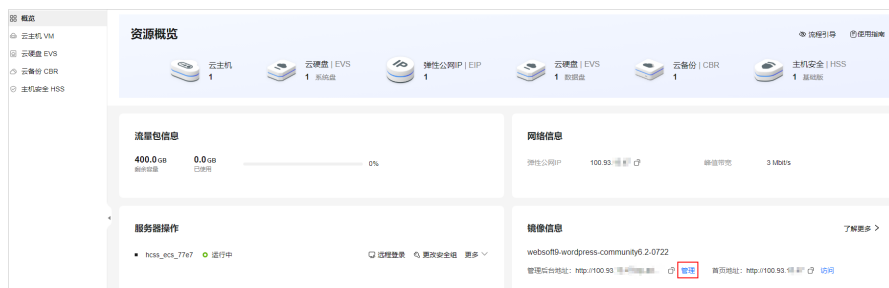 概览
云主机 VM
云硬盘 EVS
云备份 CBR
主机安全 HSS
资源概览
流程引导 使用指南
云主机 云硬盘 | EVS 弹性公网IP | EIP 云硬盘 | EVS 云备份 | CBR 主机安全 | HSS
1 1 系统盘 1 1 数据盘 1 1 基础版
流量包信息
400.0 GB 0.0 GB 0%
剩余容量 已使用
网络信息
弹性公网IP 100.93. 峰值带宽 3 Mbit/s
服务器操作
hcss_ecs_77e7 运行中 远程登录 更改安全组 更多
镜像信息 了解更多 >
websoft9-wordpress-community6.2-0722
管理后台地址: http://100.93 管理 首页地址: http://100.93. 访问